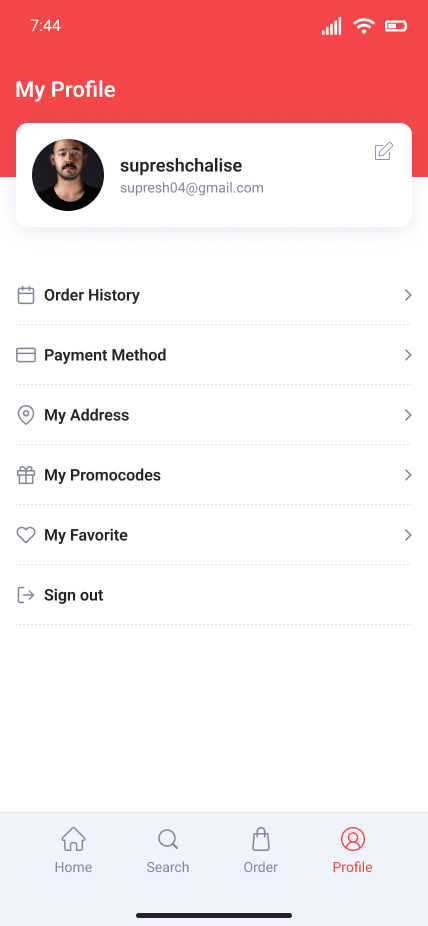 7:44
My Profile
supreshchalise
supresh04@gmail.com
Order History
Payment Method
My Address
My Promocodes
My Favorite
Sign out
Home Search Order Profile